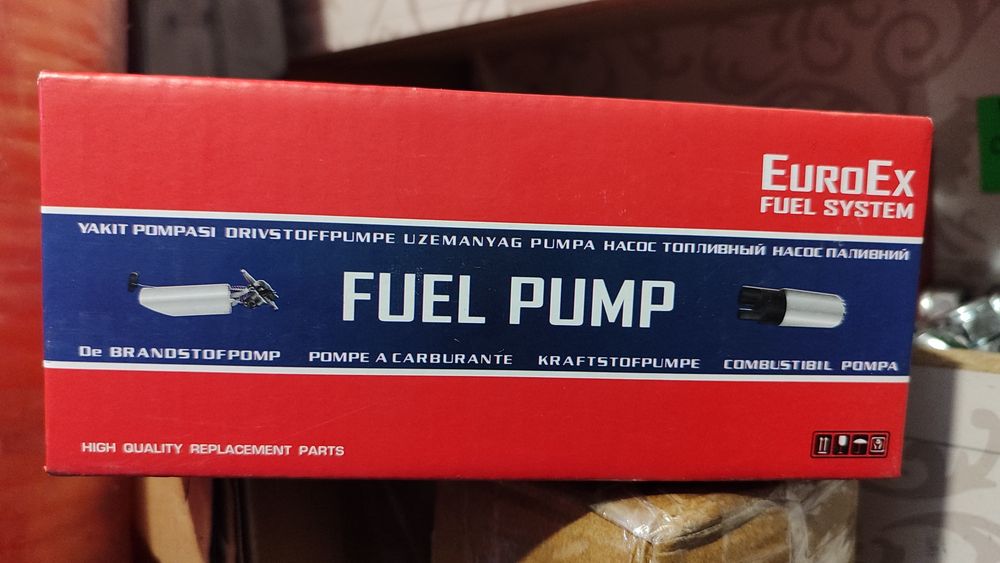 EUROEX
FUEL SYSTEM
YAKIT POMPASI DRIVSTOFFPUMPE UZEMANYAG PUMPA НАСОС ТОПЛИВНЫЙ НАСОС ПАЛИВНИЙ
FUEL PUMP
De BRANDSTOFPOMP POMPE A CARBURANTE KRAFTSTOFPUMPE COMBUSTIBIL POMPA
HIGH QUALITY REPLACEMENT PARTS